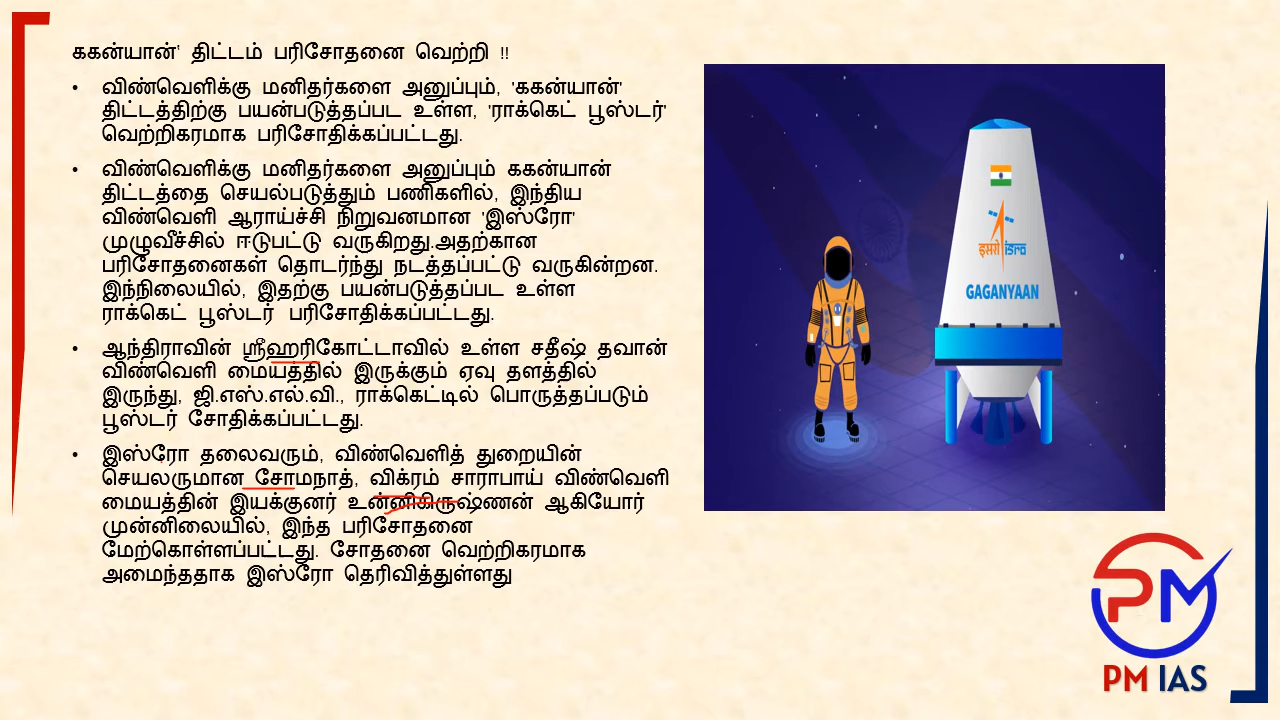 ககன்யான்' திட்டம் பரிசோதனை வெற்றி !!
• விண்வெளிக்கு மனிதர்களை அனுப்பும், 'ககன்யான்'
திட்டத்திற்கு பயன்படுத்தப்பட உள்ள, 'ராக்கெட் பூஸ்டர்'
வெற்றிகரமாக பரிசோதிக்கப்பட்டது.
• விண்வெளிக்கு மனிதர்களை அனுப்பும் ககன்யான்
திட்டத்தை செயல்படுத்தும் பணிகளில், இந்திய
விண்வெளி ஆராய்ச்சி நிறுவனமான 'இஸ்ரோ'
முழுவீச்சில் ஈடுபட்டு வருகிறது.அதற்கான
பரிசோதனைகள் தொடர்ந்து நடத்தப்பட்டு வருகின்றன.
இந்நிலையில், இதற்கு பயன்படுத்தப்பட உள்ள
ராக்கெட் பூஸ்டர் பரிசோதிக்கப்பட்டது.
• ஆந்திராவின் ஸ்ரீஹரிகோட்டாவில் உள்ள சதீஷ் தவான்
விண்வெளி மையத்தில் இருக்கும் ஏவு தளத்தில்
இருந்து, ஜி.எஸ்.எல்.வி., ராக்கெட்டில் பொருத்தப்படும்
பூஸ்டர் சோதிக்கப்பட்டது.
• இஸ்ரோ தலைவரும், விண்வெளித் துறையின்
செயலருமான சோமநாத், விக்ரம் சாராபாய் விண்வெளி
மையத்தின் இயக்குனர் உன்னிகிருஷ்ணன் ஆகியோர்
முன்னிலையில், இந்த பரிசோதனை
மேற்கொள்ளப்பட்டது. சோதனை வெற்றிகரமாக
அமைந்ததாக இஸ்ரோ தெரிவித்துள்ளது
इसरो isro
GAGANYAAN
PM
PM IAS